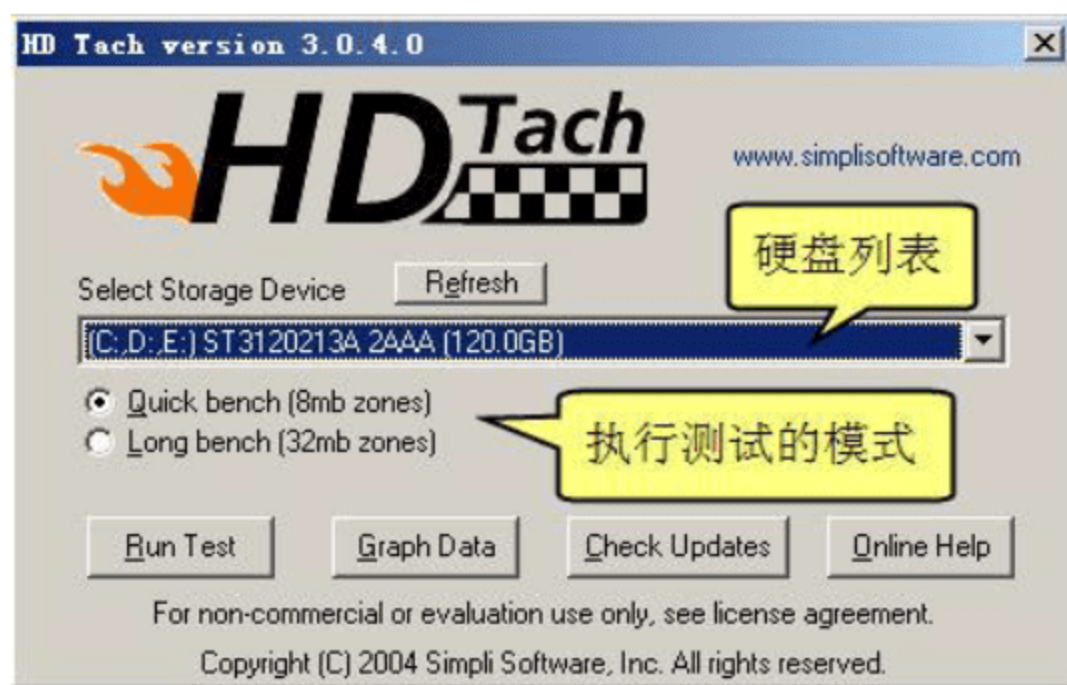 HD Tach version 3.0.4.0
HD Tach
www.simplisoftware.com
硬盘列表
Select Storage Device
Refresh
(C:,D:,E:) ST3120213A 2AAA (120.0GB)
Quick bench (8mb zones)
Long bench (32mb zones)
执行测试的模式
Run Test
Graph Data
Check Updates
Online Help
For non-commercial or evaluation use only, see license agreement.
Copyright (C) 2004 Simpli Software, Inc. All rights reserved.